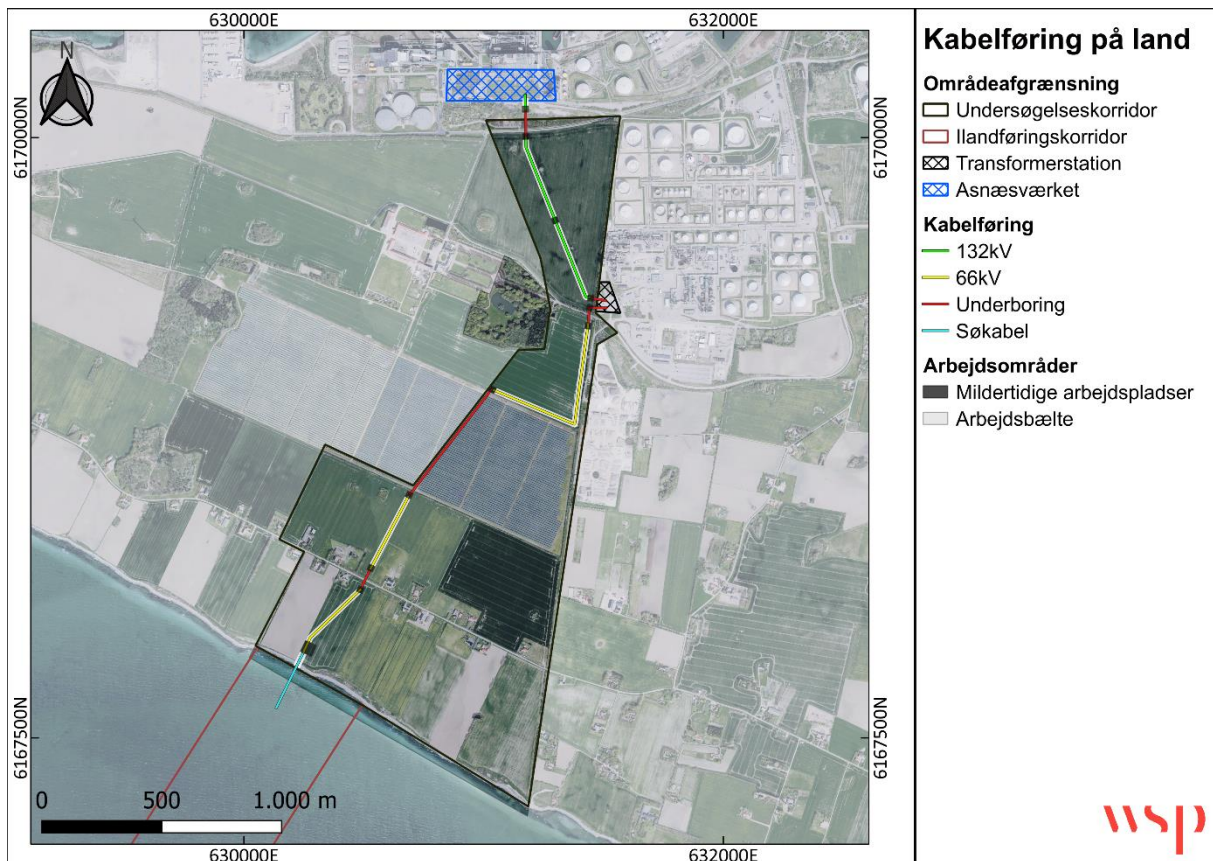 630000E
632000E
N
6170000N
6170000N
6167500N
6167500N
0
500
1.000 m
630000E
632000E
Kabelføring på land
Områdeafgrænsning
Undersøgelseskorridor
Ilandføringskorridor
Transformerstation
Asnæsværket
Kabelføring
132kV
66kV
Underboring
Søkabel
Arbejdsområder
Mildertidige arbejdspladser
Arbejdsbælte
wsp